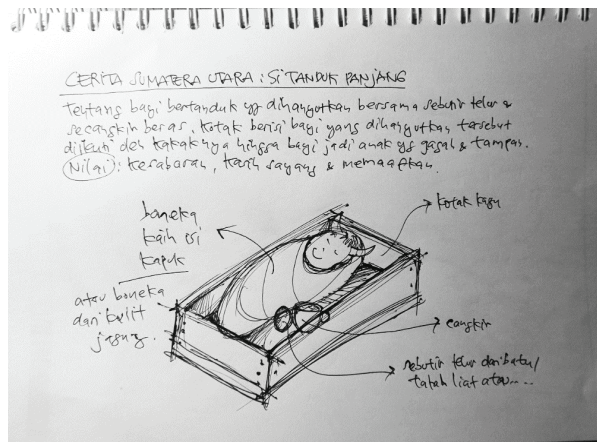 CERITA SUMATERA UTARA : SI TANDUK PANJANG
Tentang bayi bertanduk yg dihanyutkan bersama sebutir telur &
secangkir beras. Kotak berisi bayi yang dihanyutkan tersebut
diikuti oleh kakaknya hingga bayi jadi anak yg gagah & tampan.
Nilai : Kesabaran, kasih sayang & memaafkan.
boneka
kain isi
kapuk
atau boneka
dari kulit
jagung.
kotak kayu
cangkir
sebutir telur dari batu/
tanah liat atau.....